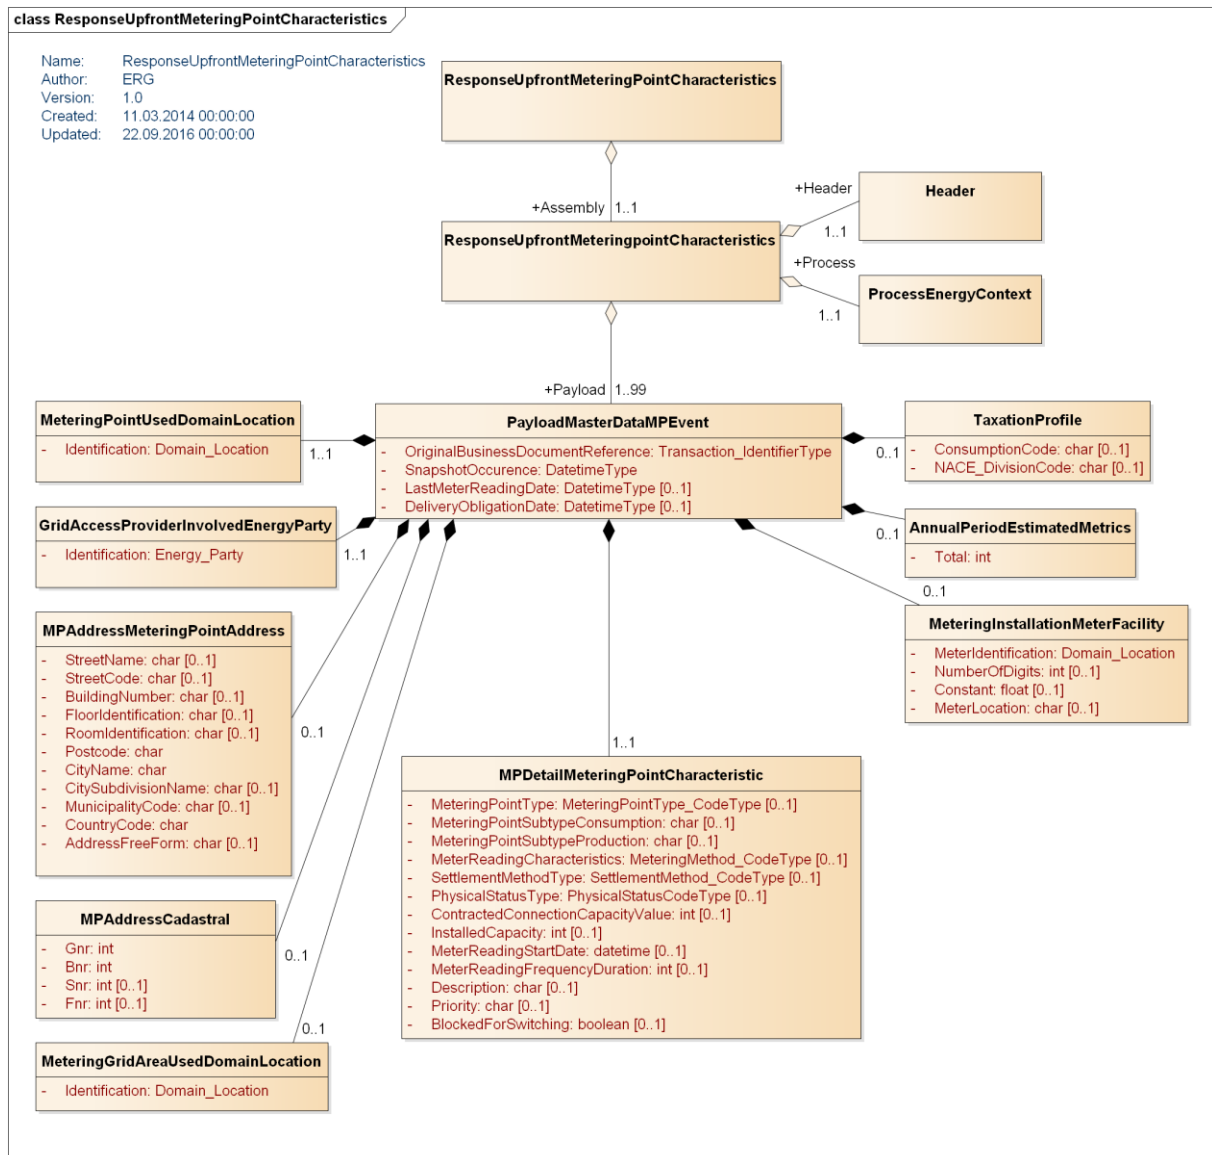 class ResponseUpfrontMeteringPointCharacteristics
Name: ResponseUpfrontMeteringPointCharacteristics
Author: ERG
Version: 1.0
Created: 11.03.2014 00:00:00
Updated: 22.09.2016 00:00:00
ResponseUpfrontMeteringPointCharacteristics
+Assembly 1..1
ResponseUpfrontMeteringpointCharacteristics
+Header
1..1
Header
+Process
1..1
ProcessEnergyContext
+Payload 1..99
PayloadMasterDataMPEvent
- OriginalBusinessDocumentReference: Transaction_IdentifierType
- SnapshotOccurence: DatetimeType
- LastMeterReadingDate: DatetimeType [0..1]
- DeliveryObligationDate: DatetimeType [0..1]
MeteringPointUsedDomainLocation
- Identification: Domain_Location
1..1
GridAccessProviderInvolvedEnergyParty
- Identification: Energy_Party
1..1
MPAddressMeteringPointAddress
- StreetName: char [0..1]
- StreetCode: char [0..1]
- BuildingNumber: char [0..1]
- FloorIdentification: char [0..1]
- RoomIdentification: char [0..1]
- Postcode: char
- CityName: char
- CitySubdivisionName: char [0..1]
- MunicipalityCode: char [0..1]
- CountryCode: char
- AddressFreeForm: char [0..1]
0..1
MPAddressCadastral
- Gnr: int
- Bnr: int
- Snr: int [0..1]
- Fnr: int [0..1]
0..1
MeteringGridAreaUsedDomainLocation
- Identification: Domain_Location
0..1
1..1
MPDetailMeteringPointCharacteristic
- MeteringPointType: MeteringPointType_CodeType [0..1]
- MeteringPointSubtypeConsumption: char [0..1]
- MeteringPointSubtypeProduction: char [0..1]
- MeterReadingCharacteristics: MeteringMethod_CodeType [0..1]
- SettlementMethodType: SettlementMethod_CodeType [0..1]
- PhysicalStatusType: PhysicalStatusCodeType [0..1]
- ContractedConnectionCapacityValue: int [0..1]
- InstalledCapacity: int [0..1]
- MeterReadingStartDate: datetime [0..1]
- MeterReadingFrequencyDuration: int [0..1]
- Description: char [0..1]
- Priority: char [0..1]
- BlockedForSwitching: boolean [0..1]
TaxationProfile
- ConsumptionCode: char [0..1]
- NACE_DivisionCode: char [0..1]
0..1
AnnualPeriodEstimatedMetrics
- Total: int
0..1
0..1
MeteringInstallationMeterFacility
- MeterIdentification: Domain_Location
- NumberOfDigits: int [0..1]
- Constant: float [0..1]
- MeterLocation: char [0..1]